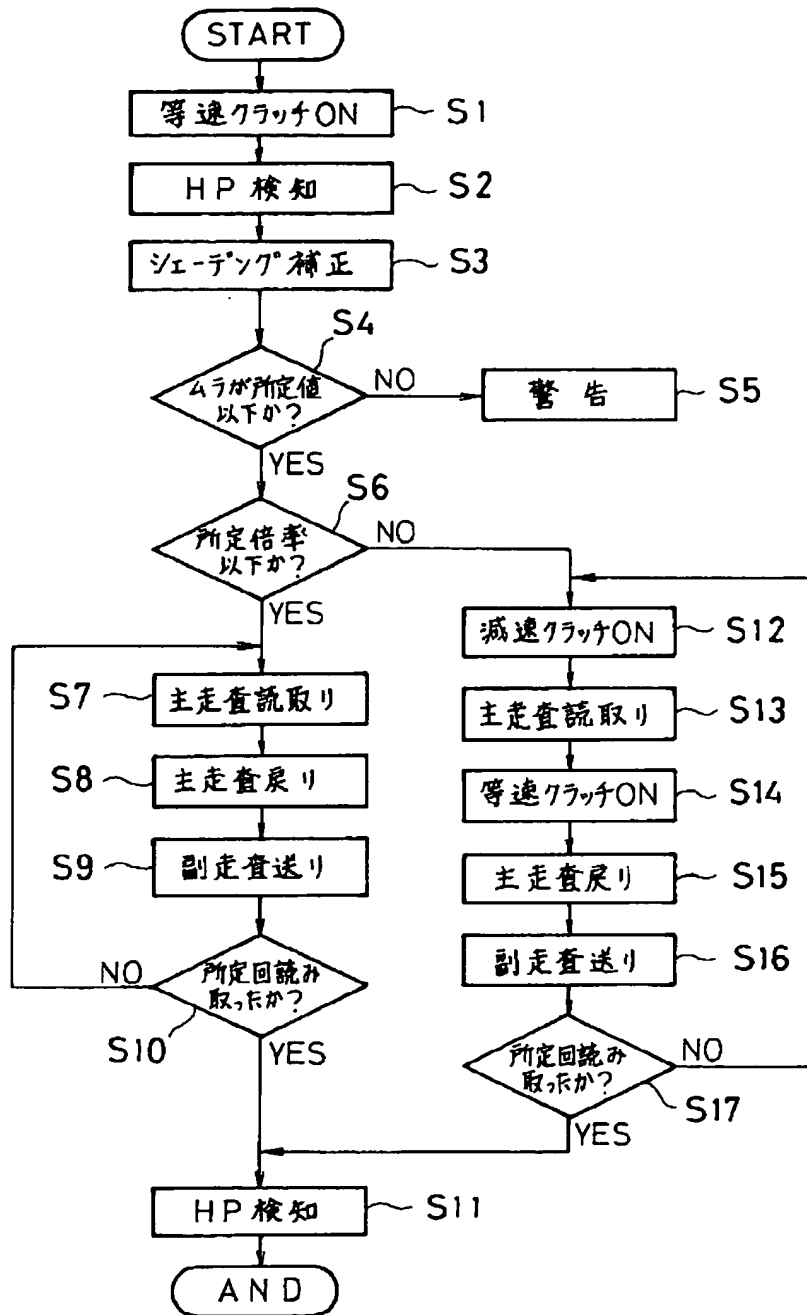 START
等速クラッチON
S1
HP検知
S2
シェーディング補正
S3
S4
ムラが所定値
以下か?
NO
警告
S5
YES
S6
所定倍率
以下か?
NO
YES
減速クラッチON
S12
S7
主走査読取り
主走査読取り
S13
S8
主走査戻り
等速クラッチON
S14
S9
副走査送り
主走査戻り
S15
副走査送り
S16
NO
所定回読み
取ったか?
S10
YES
所定回読み
取ったか?
NO
S17
YES
HP検知
S11
AND